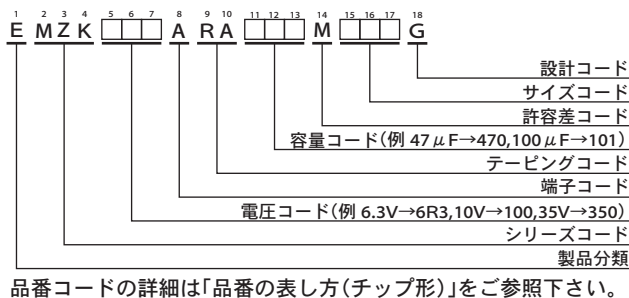 1 2 3 4 5 6 7 8 9 10 11 12 13 14 15 16 17 18
E MZK □□□ A RA □□□ M □□□ G
設計コード
サイズコード
許容差コード
容量コード(例 47μF→470,100μF→101)
テーピングコード
端子コード
電圧コード(例 6.3V→6R3,10V→100,35V→350)
シリーズコード
製品分類
品番コードの詳細は「品番の表し方(チップ形)」をご参照下さい。